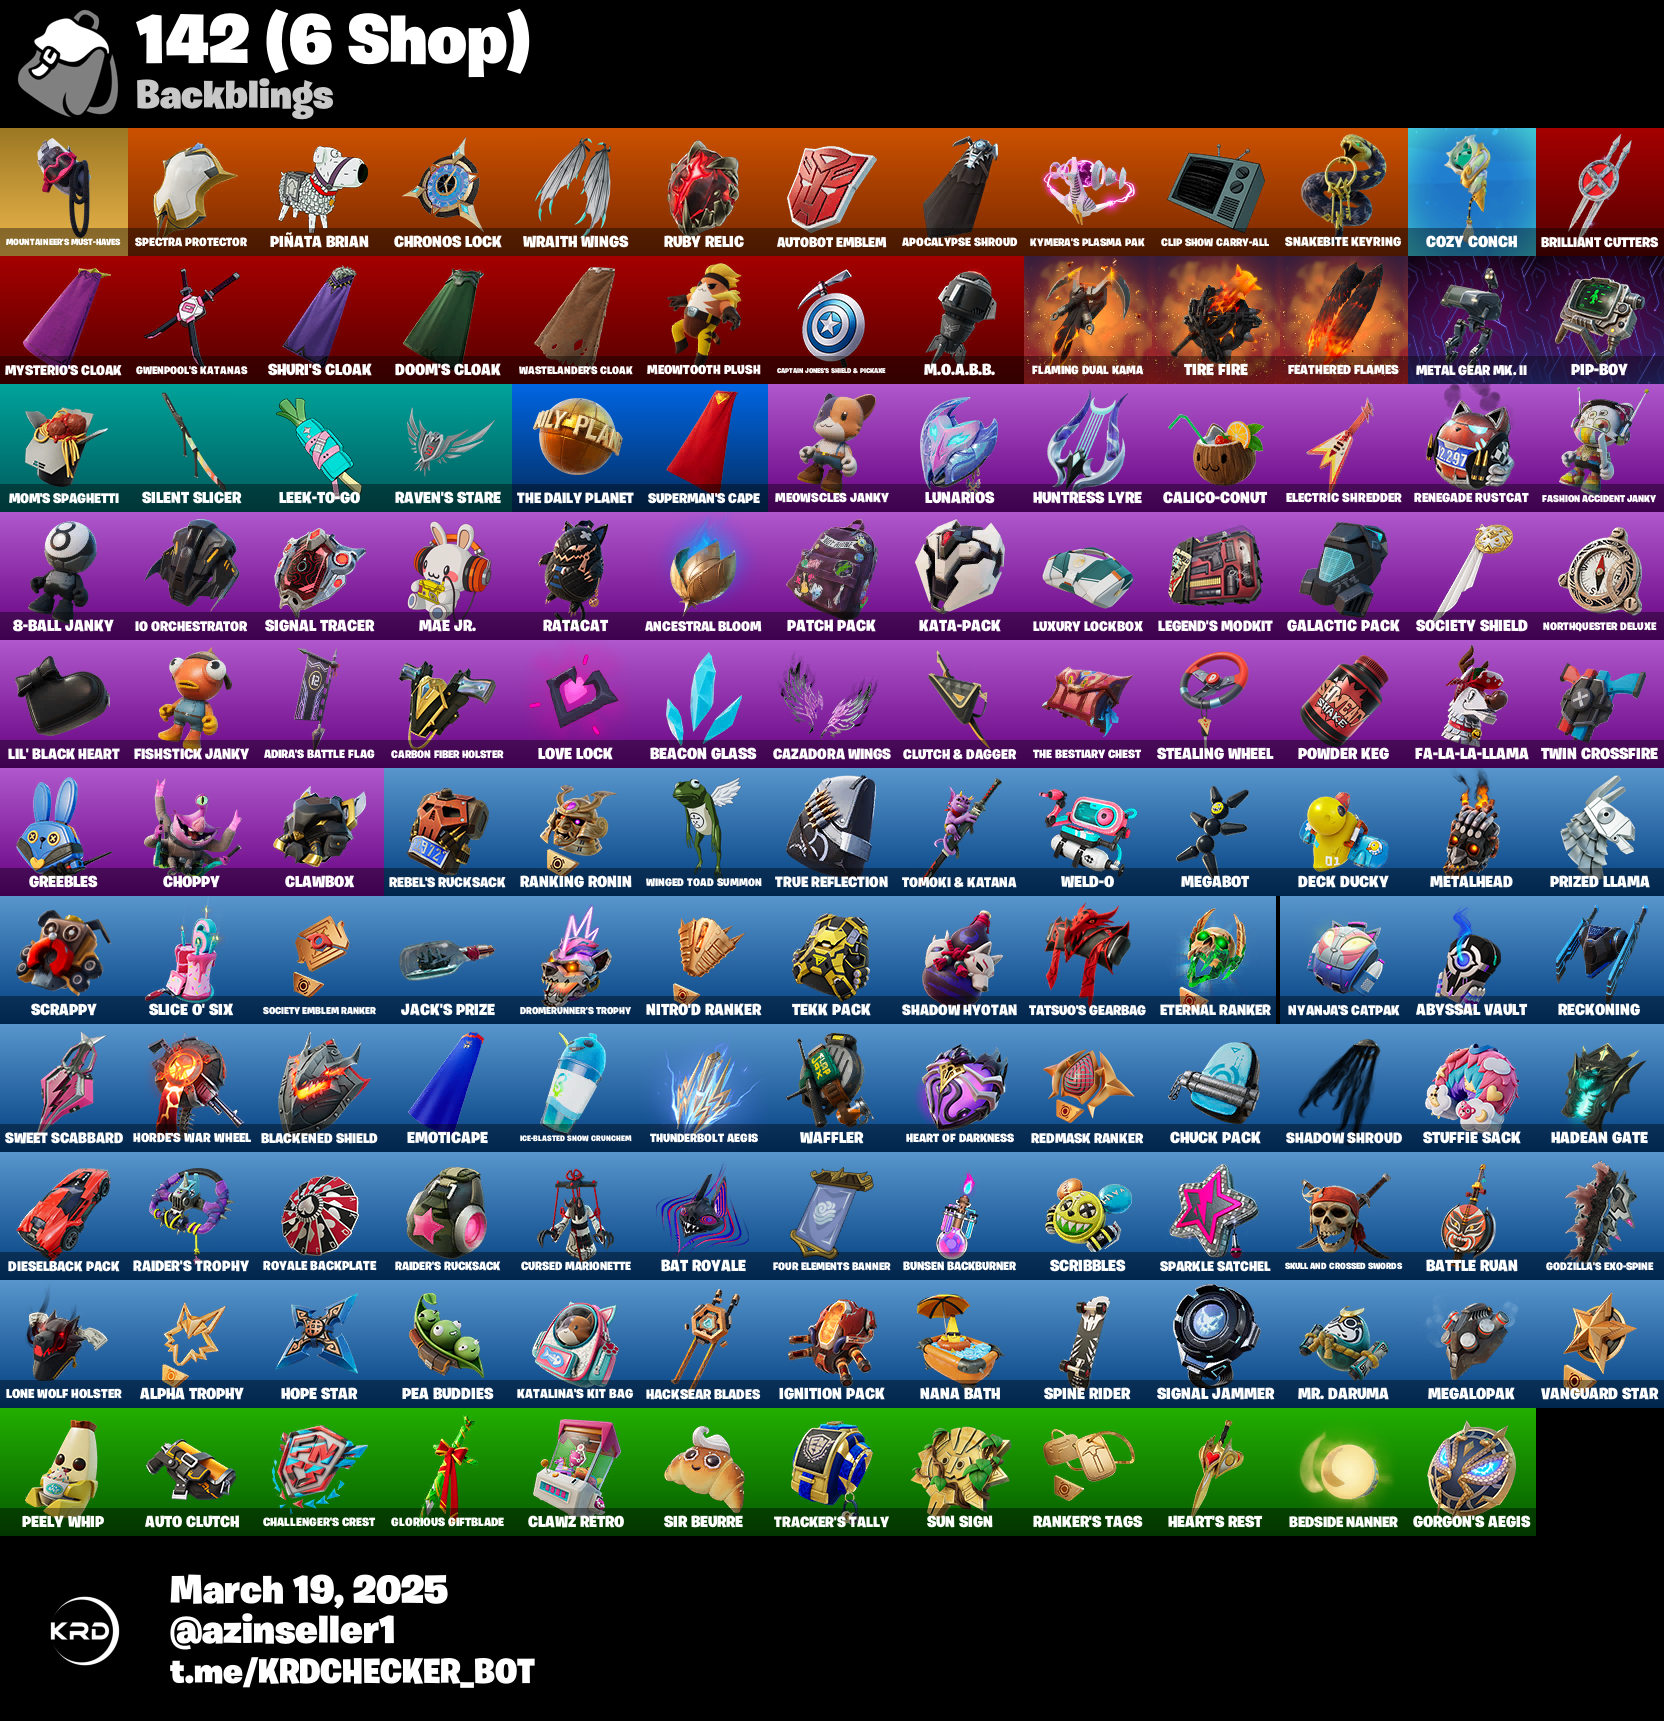 142 (6 Shop)
Backblings
MOUNTAINEER'S MUST-HAVES SPECTRA PROTECTOR PIÑATA BRIAN CHRONOS LOCK WRAITH WINGS RUBY RELIC AUTOBOT EMBLEM APOCALYPSE SHROUD KYMERA'S PLASMA PAK CLIP SHOW CARRY-ALL SNAKEBITE KEYRING COZY CONCH BRILLIANT CUTTERS
MYSTERIO'S CLOAK GWENPOOL'S KATANAS SHURI'S CLOAK DOOM'S CLOAK WASTELANDER'S CLOAK MEOWTOOTH PLUSH CAPTAIN JONES'S SHIELD & PICKAXE M.O.A.B.B. FLAMING DUAL KAMA TIRE FIRE FEATHERED FLAMES METAL GEAR MK. II PIP-BOY
DAILY-PLAN
2,297
MOM'S SPAGHETTI SILENT SLICER LEEK-TO-GO RAVEN'S STARE THE DAILY PLANET SUPERMAN'S CAPE MEOWSCLES JANKY LUNARIOS HUNTRESS LYRE CALICO-CONUT ELECTRIC SHREDDER RENEGADE RUSTCAT FASHION ACCIDENT JANKY
8
8-BALL JANKY IO ORCHESTRATOR SIGNAL TRACER MAE JR. RATACAT ANCESTRAL BLOOM PATCH PACK KATA-PACK LUXURY LOCKBOX LEGEND'S MODKIT GALACTIC PACK SOCIETY SHIELD NORTHQUESTER DELUXE
12
SHAKE
LIL' BLACK HEART FISHSTICK JANKY ADIRA'S BATTLE FLAG CARBON FIBER HOLSTER LOVE LOCK BEACON GLASS CAZADORA WINGS CLUTCH & DAGGER THE BESTIARY CHEST STEALING WHEEL POWDER KEG FA-LA-LA-LLAMA TWIN CROSSFIRE
972
01
GREEBLES CHOPPY CLAWBOX REBEL'S RUCKSACK RANKING RONIN WINGED TOAD SUMMON TRUE REFLECTION TOMOKI & KATANA WELD-O MEGABOT DECK DUCKY METALHEAD PRIZED LLAMA
6
SCRAPPY SLICE O' SIX SOCIETY EMBLEM RANKER JACK'S PRIZE DROMERUNNER'S TROPHY NITRO'D RANKER TEKK PACK SHADOW HYOTAN TATSUO'S GEARBAG ETERNAL RANKER NYANJA'S CATPAK ABYSSAL VAULT RECKONING
SWEET SCABBARD HORDE'S WAR WHEEL BLACKENED SHIELD EMOTICAPE ICE-BLASTED SNOW CRUNCHEM THUNDERBOLT AEGIS WAFFLER HEART OF DARKNESS REDMASK RANKER CHUCK PACK SHADOW SHROUD STUFFIE SACK HADEAN GATE
1
DIESELBACK PACK RAIDER'S TROPHY ROYALE BACKPLATE RAIDER'S RUCKSACK CURSED MARIONETTE BAT ROYALE FOUR ELEMENTS BANNER BUNSEN BACKBURNER SCRIBBLES SPARKLE SATCHEL SKULL AND CROSSED SWORDS BATTLE RUAN GODZILLA'S EXO-SPINE
LONE WOLF HOLSTER ALPHA TROPHY HOPE STAR PEA BUDDIES KATALINA'S KIT BAG HACKSEAR BLADES IGNITION PACK NANA BATH SPINE RIDER SIGNAL JAMMER MR. DARUMA MEGALOPAK VANGUARD STAR
FNCS
PEELY WHIP AUTO CLUTCH CHALLENGER'S CREST GLORIOUS GIFTBLADE CLAWZ RETRO SIR BEURRE TRACKER'S TALLY SUN SIGN RANKER'S TAGS HEART'S REST BEDSIDE NANNER GORGON'S AEGIS
KRD
March 19, 2025
@azinseller1
t.me/KRDCHECKER_BOT